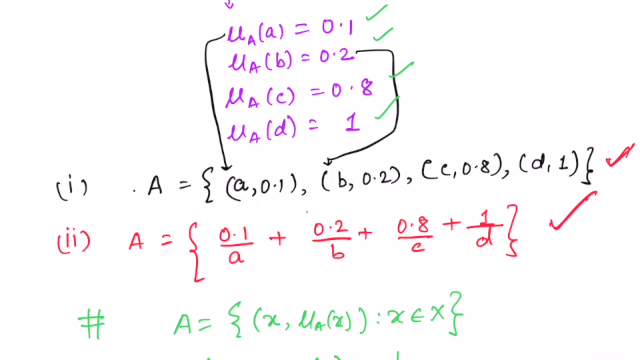 μA(a) = 0.1 ✓
μA(b) = 0.2 ✓
μA(c) = 0.8 ✓
μA(d) = 1 ✓
(i) . A = { (a, 0.1), (b, 0.2), (c, 0.8), (d, 1) } ✓
(ii) A = { 0.1/a + 0.2/b + 0.8/c + 1/d } ✓
# A = { (x, μA(x)) : x ∈ X }